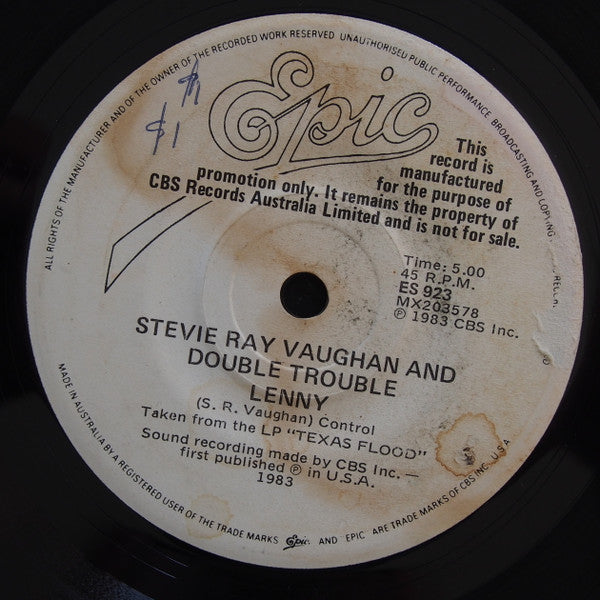 ALL RIGHTS OF THE MANUFACTURER AND OF THE OWNER OF THE RECORDED WORK RESERVED UNAUTHORISED PUBLIC PERFORMANCE BROADCASTING AND
$1
Epic
This
record is
manufactured
for the purpose of
promotion only. It remains the property of
CBS Records Australia Limited and is not for sale.
Time: 5.00
45 R.P.M.
ES 923
MX203578
℗ 1983 CBS Inc.
STEVIE RAY VAUGHAN AND
DOUBLE TROUBLE
LENNY
(S. R. Vaughan) Control
Taken from the LP "TEXAS FLOOD"
Sound recording made by CBS Inc. —
first published ℗ in U.S.A.
1983
MADE IN AUSTRALIA BY A REGISTERED USER OF THE TRADE MARKS Epic. AND EPIC ARE TRADE MARKS OF CBS INC. U.S.A